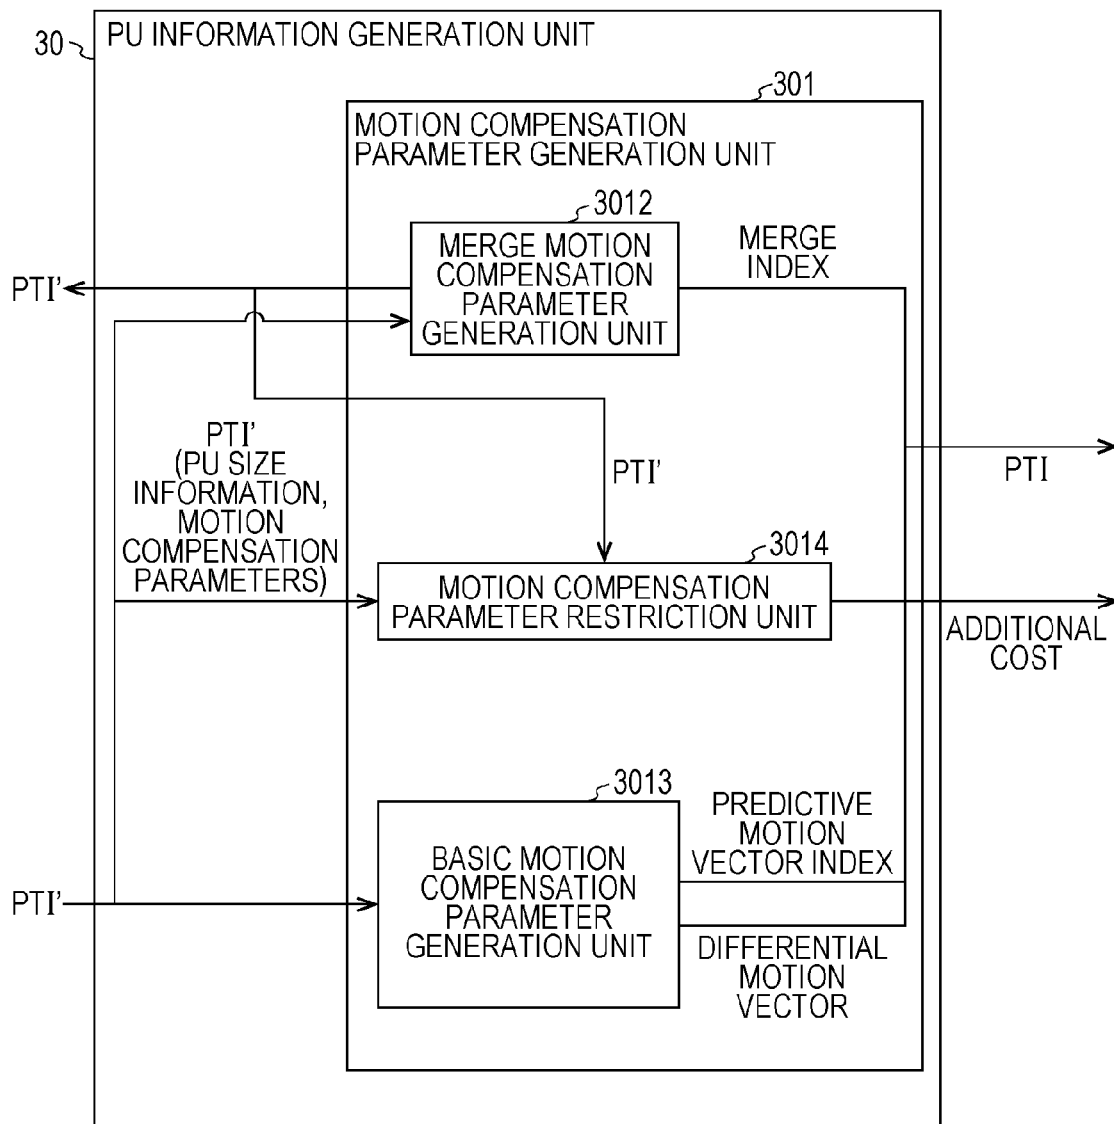 30
PU INFORMATION GENERATION UNIT
301
MOTION COMPENSATION
PARAMETER GENERATION UNIT
3012
MERGE MOTION
COMPENSATION
PARAMETER
GENERATION UNIT
MERGE
INDEX
PTI'
PTI'
(PU SIZE
INFORMATION,
MOTION
COMPENSATION
PARAMETERS)
PTI'
PTI
3014
MOTION COMPENSATION
PARAMETER RESTRICTION UNIT
ADDITIONAL
COST
3013
BASIC MOTION
COMPENSATION
PARAMETER
GENERATION UNIT
PREDICTIVE
MOTION
VECTOR INDEX
PTI'
DIFFERENTIAL
MOTION
VECTOR